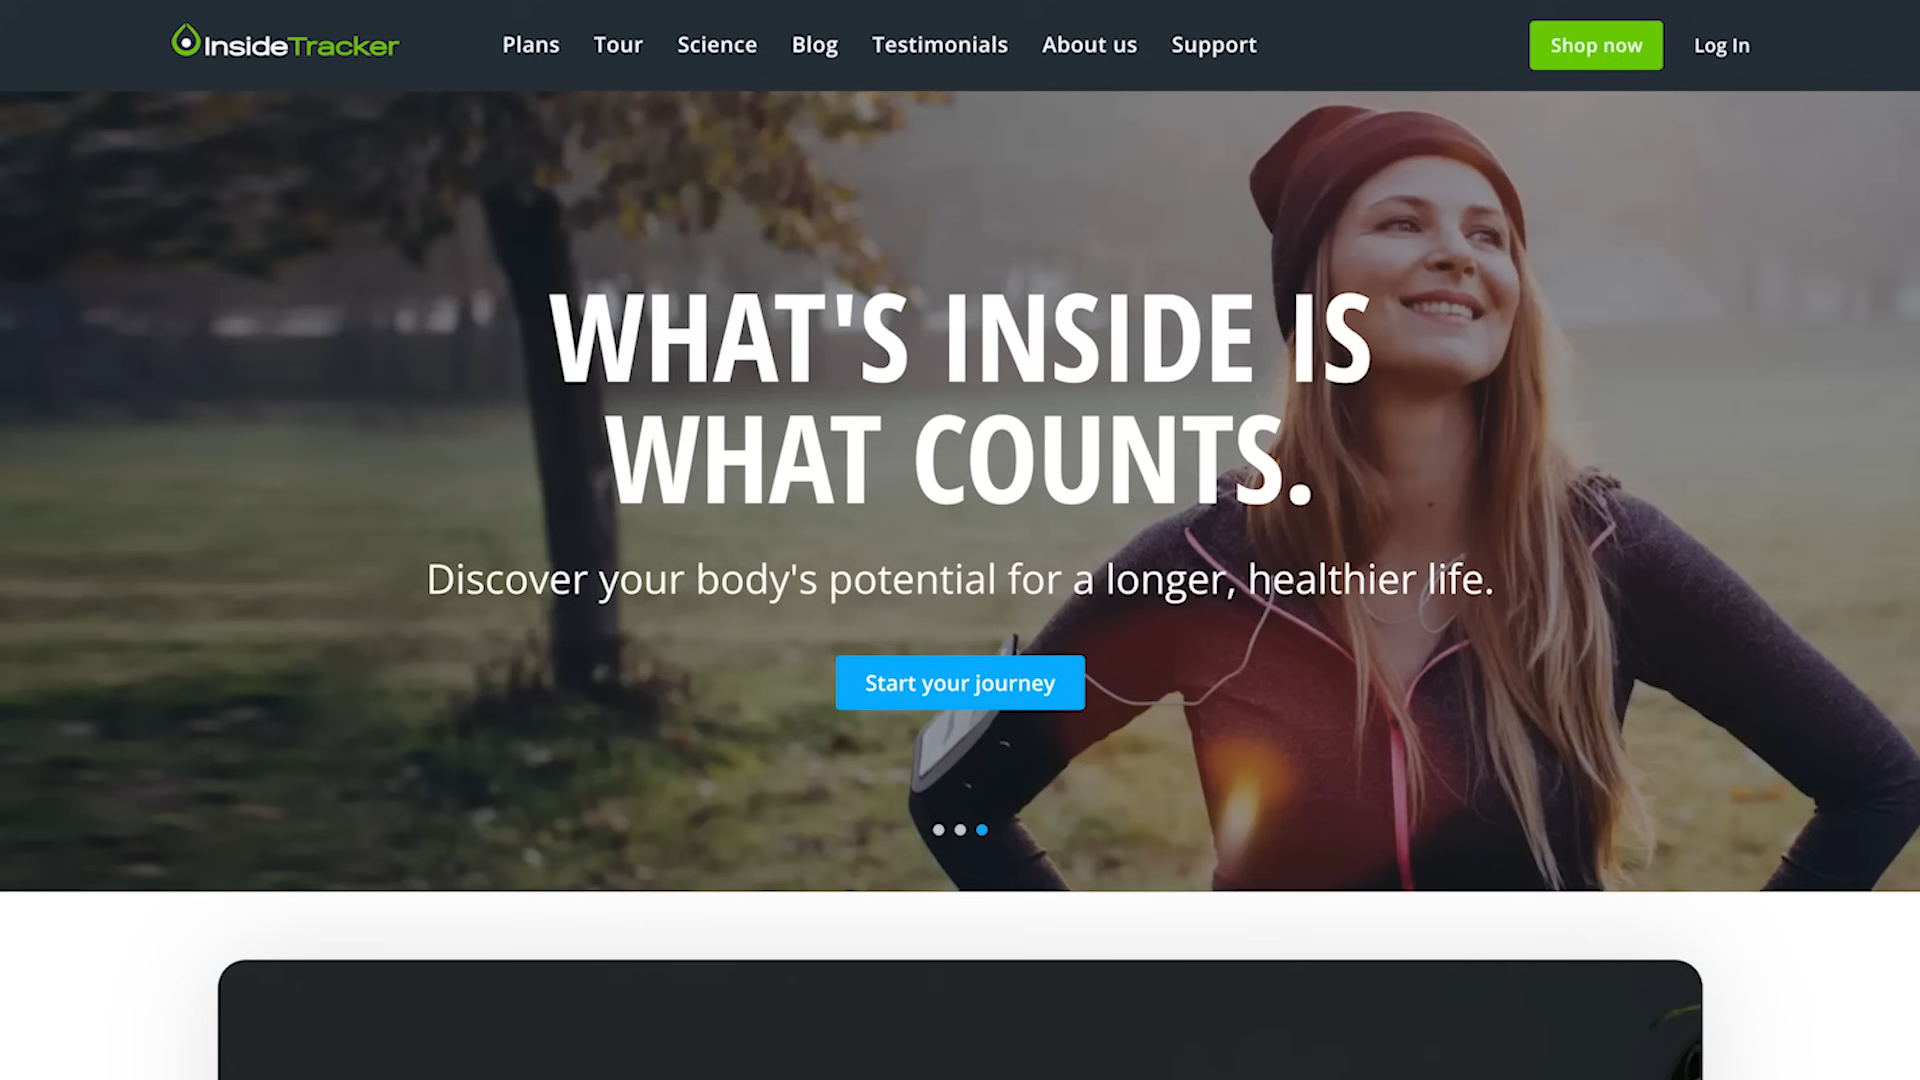 InsideTracker
Plans Tour Science Blog Testimonials About us Support
Shop now Log In
WHAT'S INSIDE IS
WHAT COUNTS.
Discover your body's potential for a longer, healthier life.
Start your journey